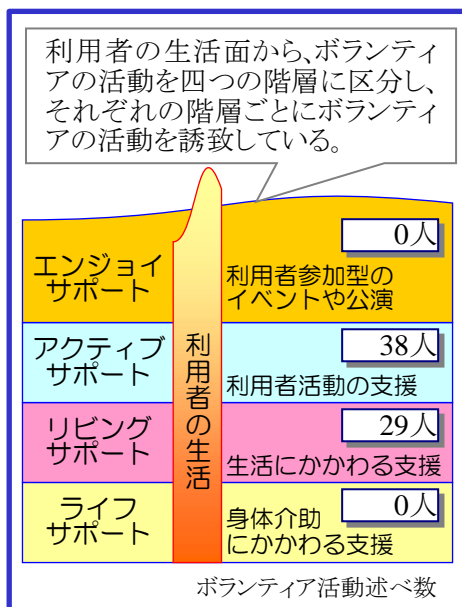 利用者の生活面から、ボランティ
アの活動を四つの階層に区分し、
それぞれの階層ごとにボランティ
アの活動を誘致している。
エンジョイ
サポート
0人
利用者参加型の
イベントや公演
アクティブ
サポート
38人
利用者活動の支援
リビング
サポート
29人
生活にかかわる支援
ライフ
サポート
0人
身体介助
にかかわる支援
利用者の生活
ボランティア活動述べ数